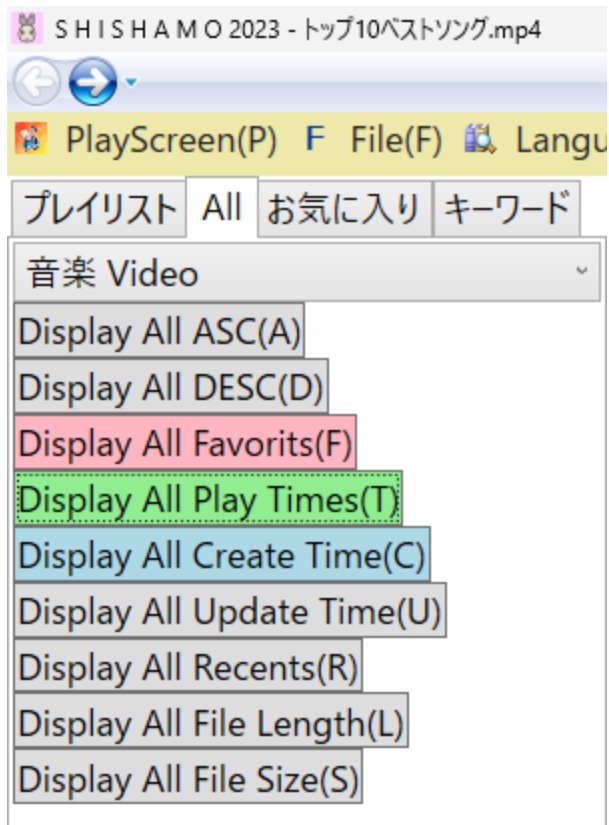 S H I S H A M O 2023 - トップ10ベストソング.mp4
PlayScreen(P) F File(F) Langu
プレイリスト All お気に入り キーワード
音楽 Video
Display All ASC(A)
Display All DESC(D)
Display All Favorits(F)
Display All Play Times(T)
Display All Create Time(C)
Display All Update Time(U)
Display All Recents(R)
Display All File Length(L)
Display All File Size(S)